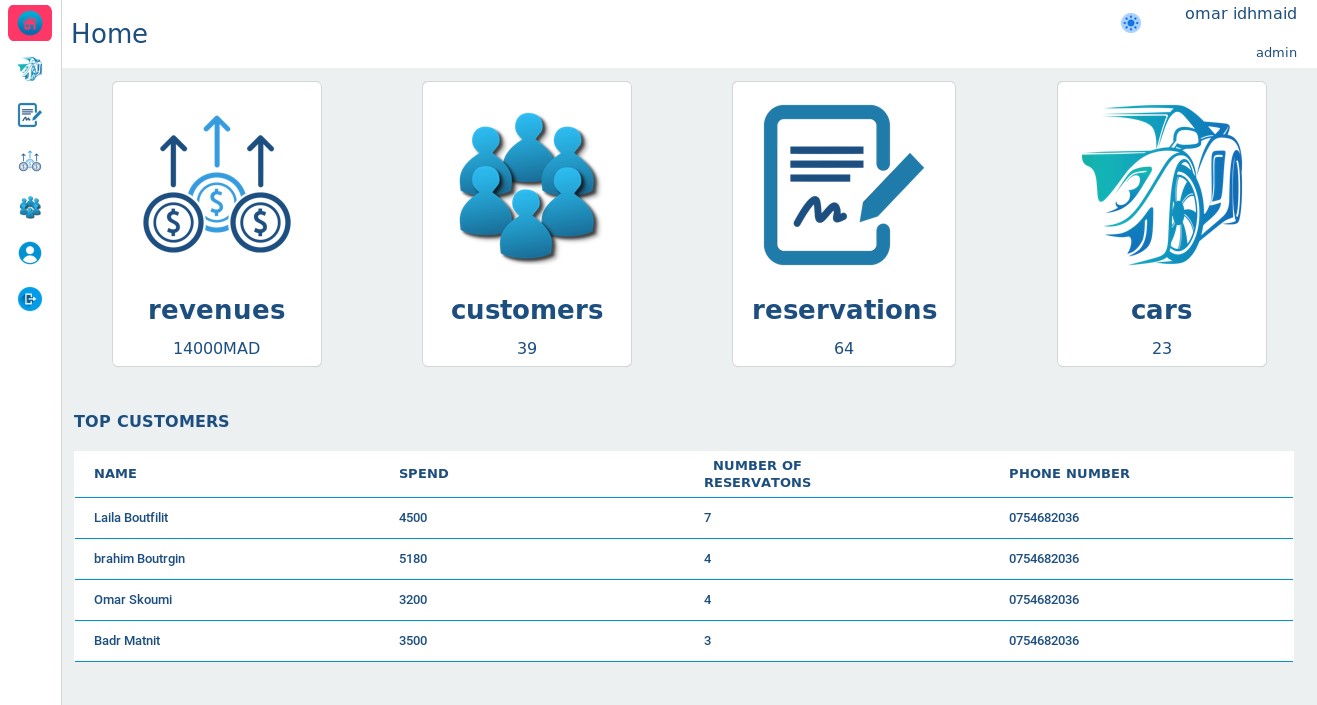 Home
omar idhmaid
admin
revenues
14000MAD
customers
39
reservations
64
cars
23
TOP CUSTOMERS
NAME SPEND NUMBER OF RESERVATONS PHONE NUMBER
Laila Boutfilit 4500 7 0754682036
brahim Boutrgin 5180 4 0754682036
Omar Skoumi 3200 4 0754682036
Badr Matnit 3500 3 0754682036